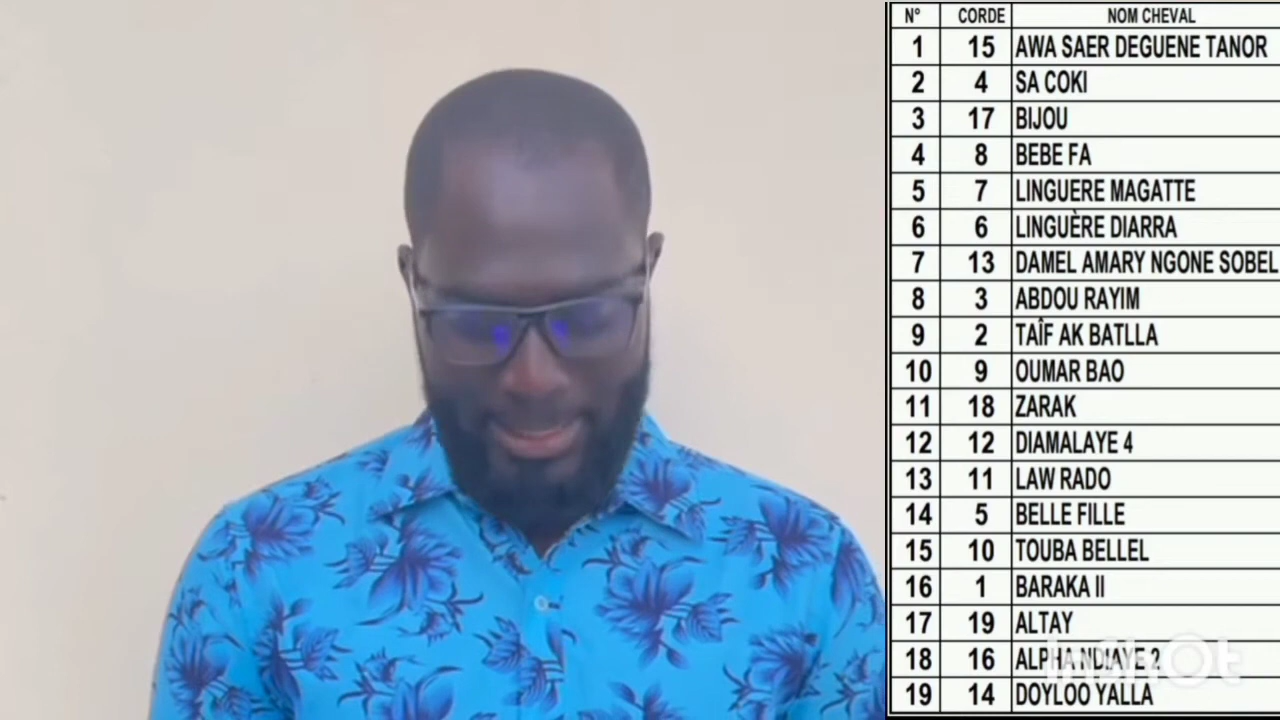 N° CORDE NOM CHEVAL
1 15 AWA SAER DEGUENE TANOR
2 4 SA COKI
3 17 BIJOU
4 8 BEBE FA
5 7 LINGUERE MAGATTE
6 6 LINGUÈRE DIARRA
7 13 DAMEL AMARY NGONE SOBEL
8 3 ABDOU RAYIM
9 2 TAÎF AK BATLLA
10 9 OUMAR BAO
11 18 ZARAK
12 12 DIAMALAYE 4
13 11 LAW RADO
14 5 BELLE FILLE
15 10 TOUBA BELLEL
16 1 BARAKA II
17 19 ALTAY
18 16 ALPHA NDIAYE 2
InShot
19 14 DOYLOO YALLA